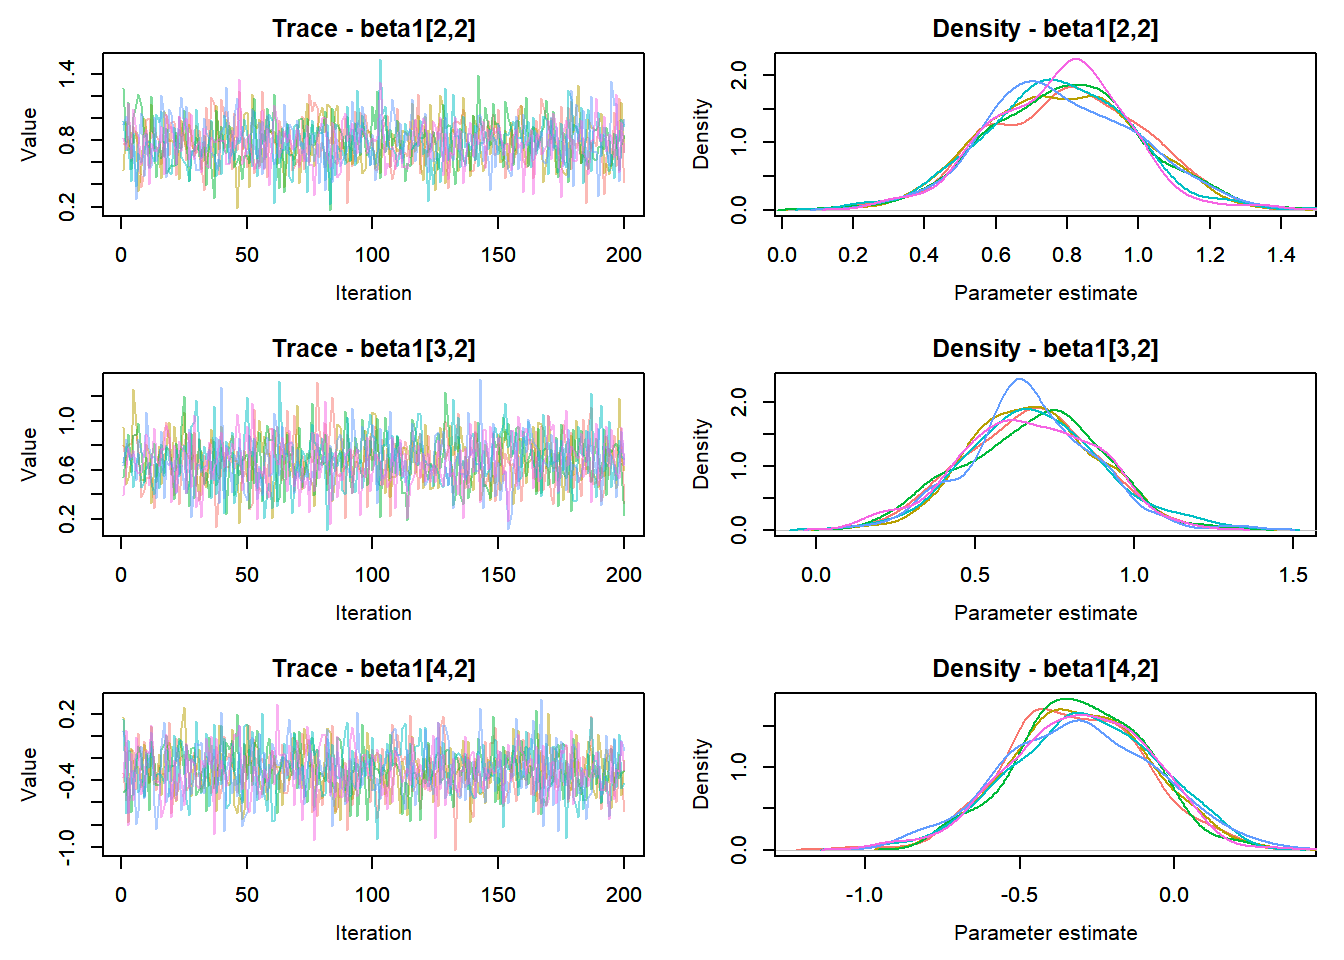 Trace - beta1[2,2]
Value
0.2 0.8 1.4
0 50 100 150 200
Iteration
Density - beta1[2,2]
Density
0.0 1.0 2.0
0.0 0.2 0.4 0.6 0.8 1.0 1.2 1.4
Parameter estimate
Trace - beta1[3,2]
Value
0.2 0.6 1.0
0 50 100 150 200
Iteration
Density - beta1[3,2]
Density
0.0 1.0 2.0
0.0 0.5 1.0 1.5
Parameter estimate
Trace - beta1[4,2]
Value
-1.0 -0.4 0.2
0 50 100 150 200
Iteration
Density - beta1[4,2]
Density
0.0 1.0
-1.0 -0.5 0.0
Parameter estimate